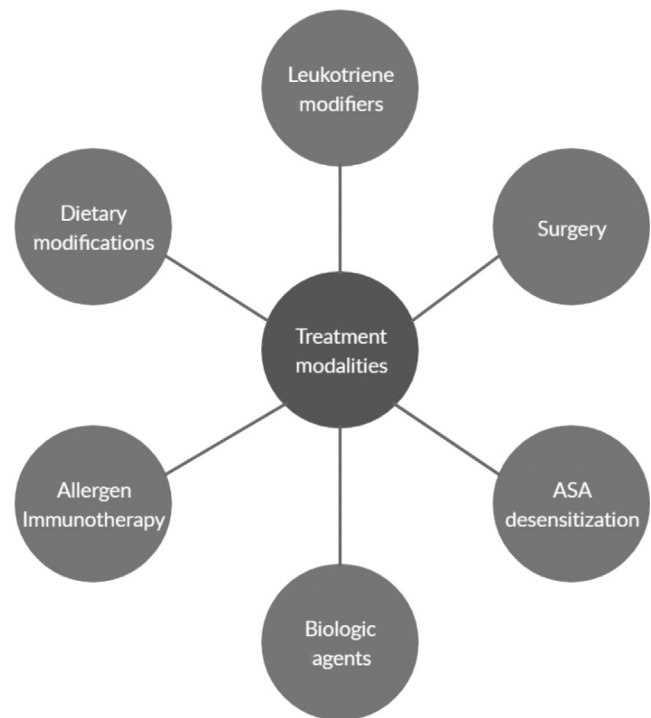 Leukotriene
modifiers
Dietary
modifications
Surgery
Treatment
modalities
Allergen
Immunotherapy
ASA
desensitization
Biologic
agents